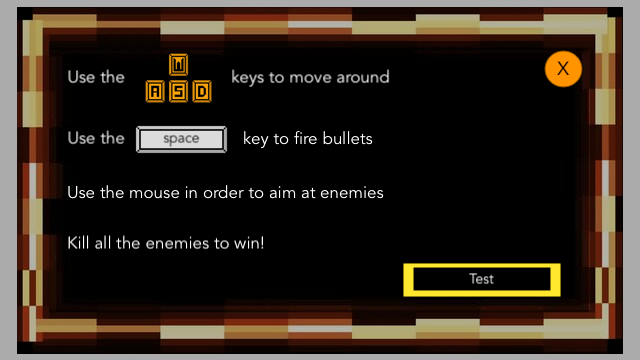 Use the W A S D keys to move around
X
Use the space key to fire bullets
Use the mouse in order to aim at enemies
Kill all the enemies to win!
Test